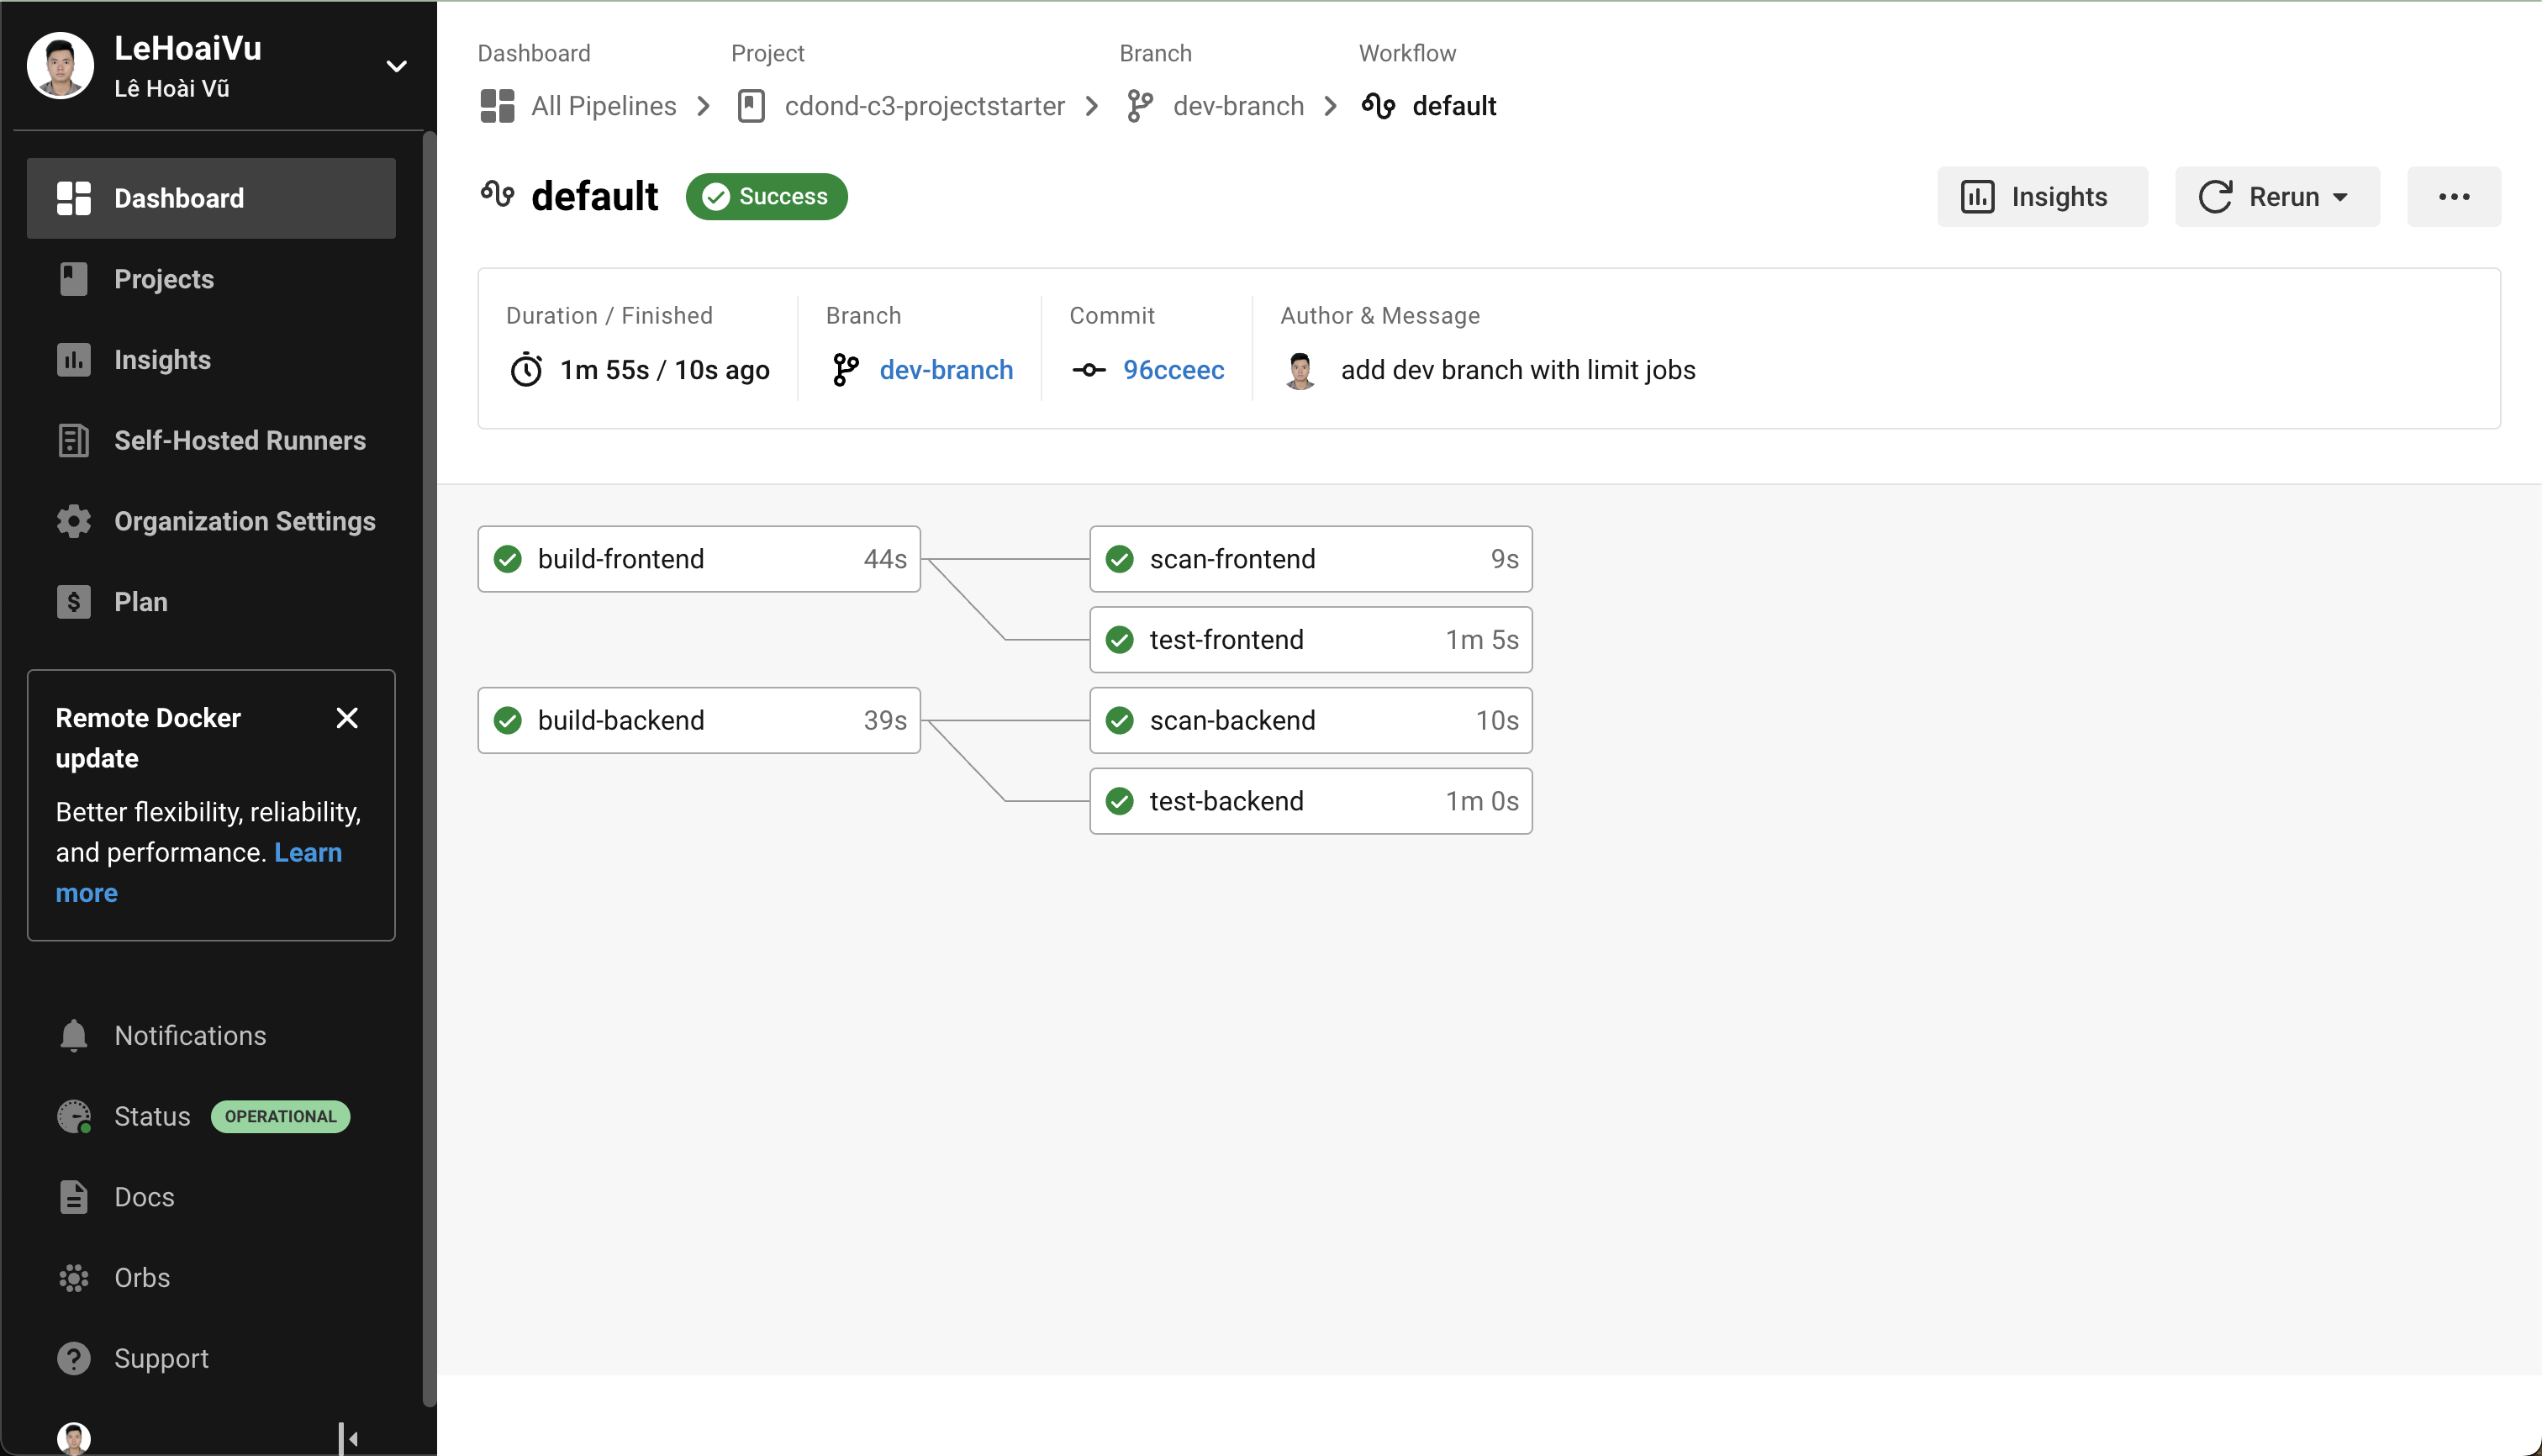 LeHoaiVu
Lê Hoài Vũ
Dashboard
Projects
Insights
Self-Hosted Runners
Organization Settings
Plan
Remote Docker
update
Better flexibility, reliability,
and performance. Learn
more
Notifications
Status OPERATIONAL
Docs
Orbs
Support
Dashboard Project Branch Workflow
All Pipelines cdond-c3-projectstarter dev-branch default
default Success Insights Rerun
Duration / Finished Branch Commit Author & Message
1m 55s / 10s ago dev-branch 96cceec add dev branch with limit jobs
build-frontend 44s scan-frontend 9s
test-frontend 1m 5s
build-backend 39s scan-backend 10s
test-backend 1m 0s